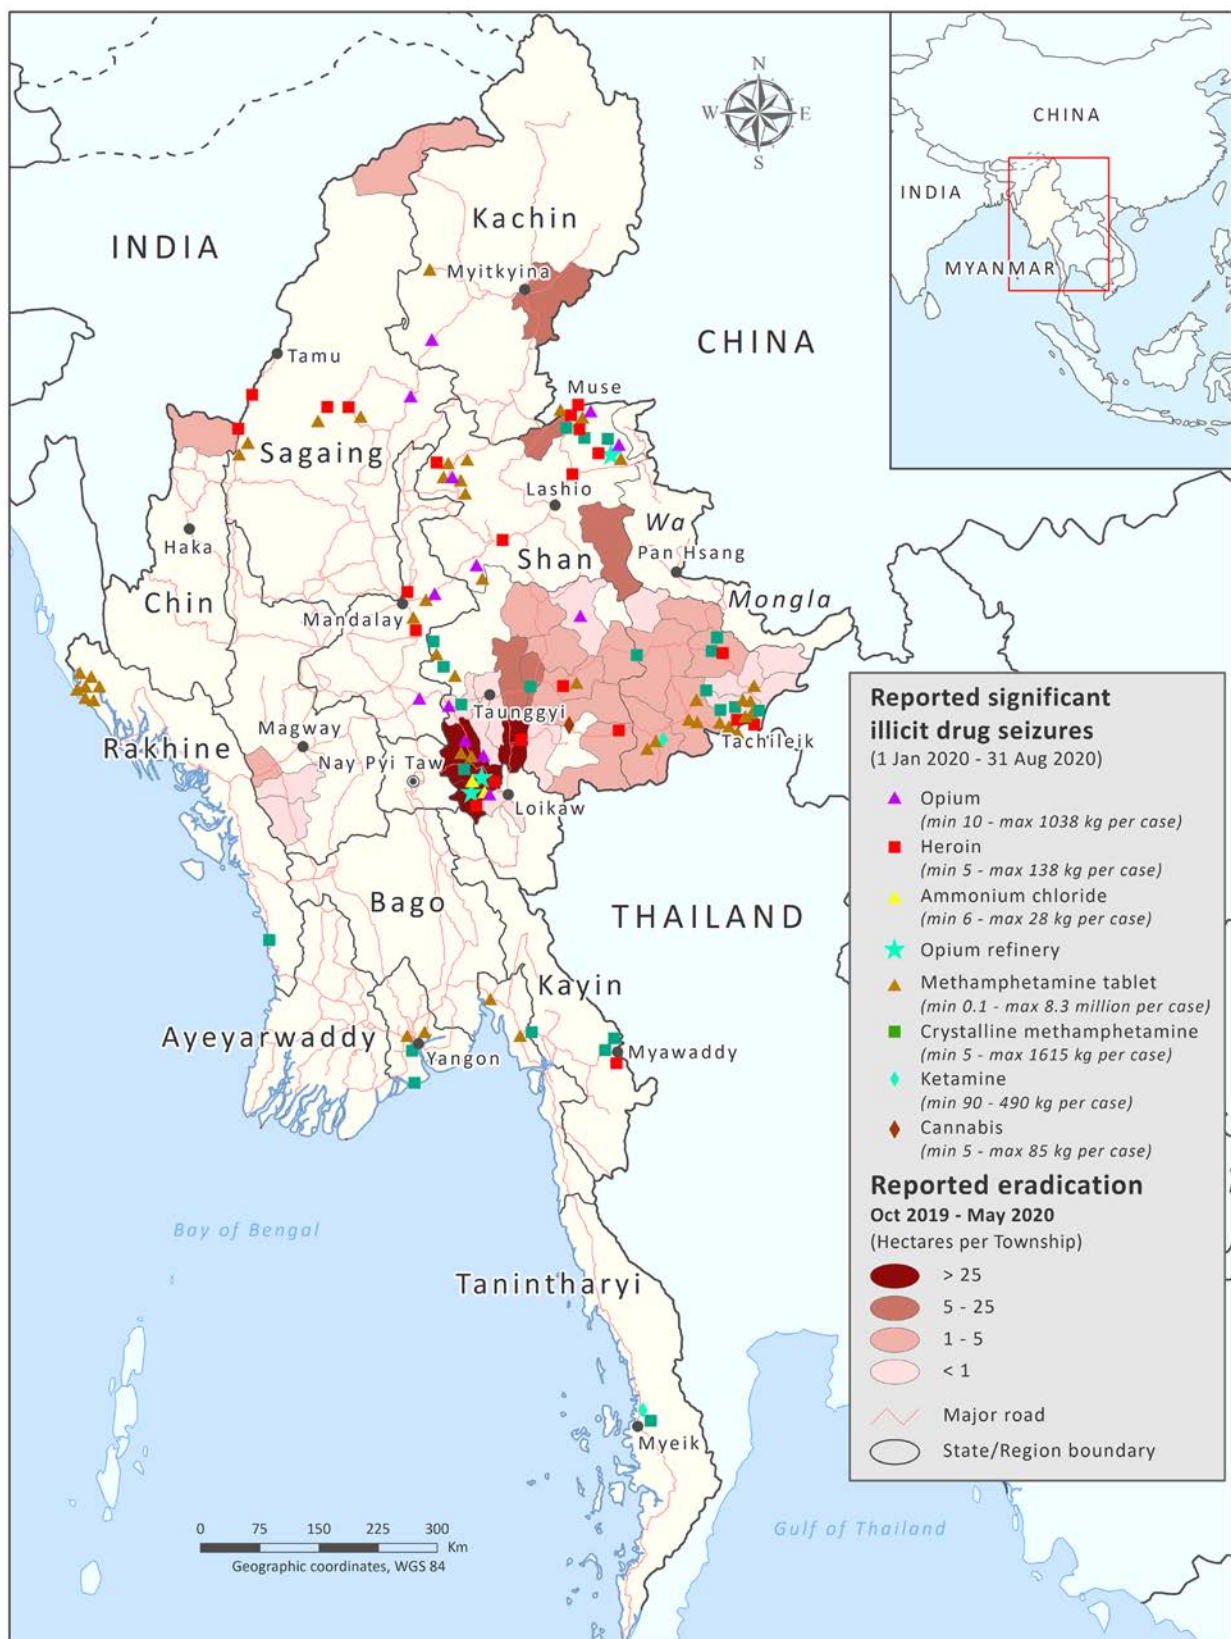 N
W E
S
CHINA
INDIA
MYANMAR
Kachin
INDIA
Myitkyina
CHINA
Tamu
Muse
Sagaing
Lashio
Wa
Haka
Shan
Pan Hsang
Chin
Mongla
Mandalay
Taunggyi
Magway
Rakhine
Tachileik
Nay Pyi Taw
Loikaw
Bago
THAILAND
Kayin
Ayeyarwaddy
Yangon
Myawaddy
Bay of Bengal
Tanintharyi
Myeik
Gulf of Thailand
0 75 150 225 300
Km
Geographic coordinates, WGS 84
Reported significant
illicit drug seizures
(1 Jan 2020 - 31 Aug 2020)
Opium
(min 10 - max 1038 kg per case)
Heroin
(min 5 - max 138 kg per case)
Ammonium chloride
(min 6 - max 28 kg per case)
Opium refinery
Methamphetamine tablet
(min 0.1 - max 8.3 million per case)
Crystalline methamphetamine
(min 5 - max 1615 kg per case)
Ketamine
(min 90 - 490 kg per case)
Cannabis
(min 5 - max 85 kg per case)
Reported eradication
Oct 2019 - May 2020
(Hectares per Township)
> 25
5 - 25
1 - 5
< 1
Major road
State/Region boundary